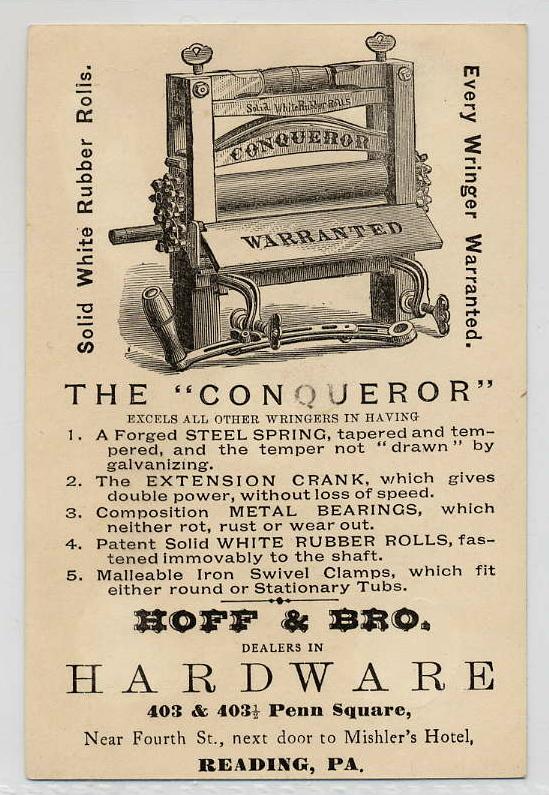 Solid White Rubber Rolls.
Every Wringer Warranted.
Solid White Rubber Rolls
CONQUEROR
WARRANTED
THE "CONQUEROR"
EXCELS ALL OTHER WRINGERS IN HAVING
1. A Forged STEEL SPRING, tapered and tem-
pered, and the temper not "drawn" by
galvanizing.
2. The EXTENSION CRANK, which gives
double power, without loss of speed.
3. Composition METAL BEARINGS, which
neither rot, rust or wear out.
4. Patent Solid WHITE RUBBER ROLLS, fas-
tened immovably to the shaft.
5. Malleable Iron Swivel Clamps, which fit
either round or Stationary Tubs.
HOFF & BRO.
DEALERS IN
HARDWARE
403 & 403½ Penn Square,
Near Fourth St., next door to Mishler's Hotel,
READING, PA.